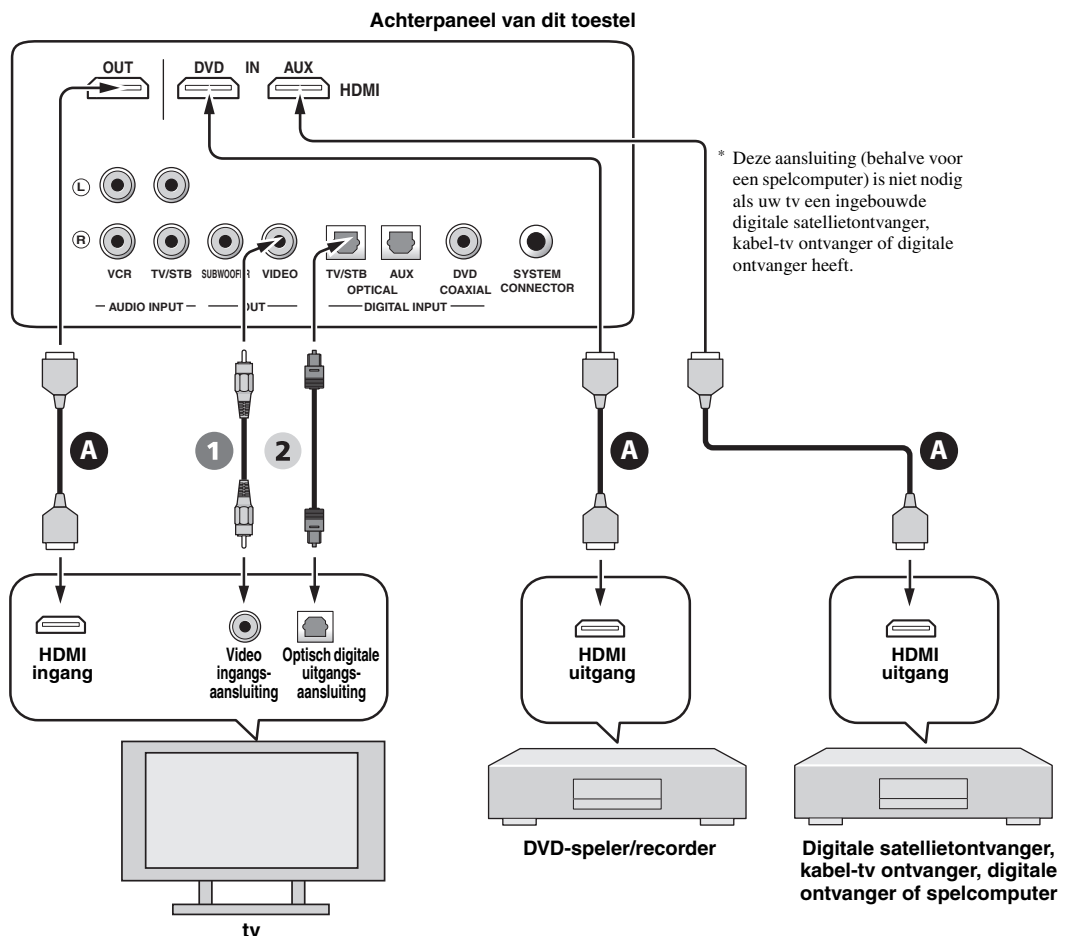 Achterpaneel van dit toestel
OUT DVD IN AUX
HDMI
* Deze aansluiting (behalve voor
een spelcomputer) is niet nodig
als uw tv een ingebouwde
digitale satellietontvanger,
kabel-tv ontvanger of digitale
ontvanger heeft.
L
R
VCR TV/STB SUBWOOFER VIDEO TV/STB AUX DVD SYSTEM
OPTICAL COAXIAL CONNECTOR
AUDIO INPUT OUT DIGITAL INPUT
A 1 2 A A
HDMI
ingang
Video
ingangs-
aansluiting
Optisch digitale
uitgangs-
aansluiting
HDMI
uitgang
HDMI
uitgang
tv
DVD-speler/recorder
Digitale satellietontvanger,
kabel-tv ontvanger, digitale
ontvanger of spelcomputer